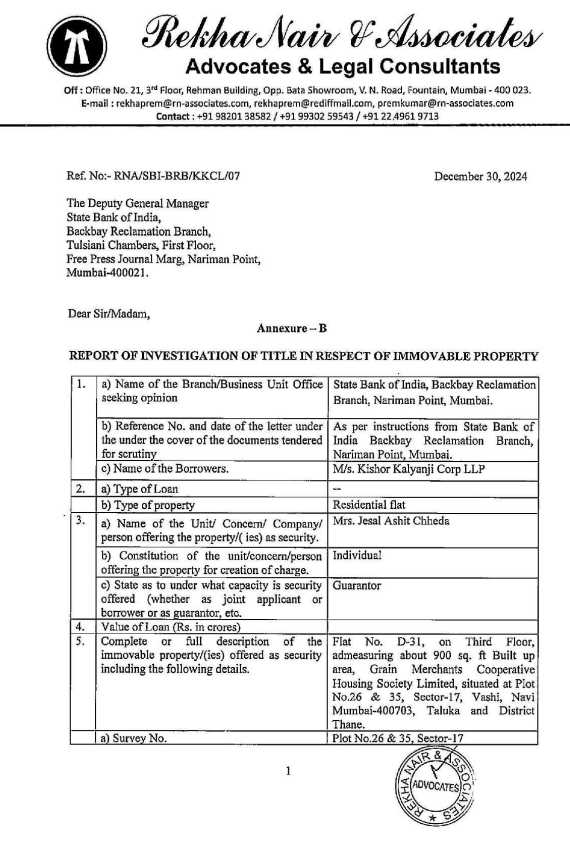 Rekha Nair & Associates
Advocates & Legal Consultants
Off : Office No. 21, 3rd Floor, Rehman Building, Opp. Bata Showroom, V. N. Road, Fountain, Mumbai - 400 023.
E-mail : rekhaprem@rn-associates.com, rekhaprem@rediffmail.com, premkumar@rn-associates.com
Contact : +91 98201 38582 / +91 99302 59543 / +91 22 4961 9713
Ref. No:- RNA/SBI-BRB/KKCL/07
December 30, 2024
The Deputy General Manager
State Bank of India,
Backbay Reclamation Branch,
Tulsiani Chambers, First Floor,
Free Press Journal Marg, Nariman Point,
Mumbai-400021.
Dear Sir/Madam,
Annexure – B
REPORT OF INVESTIGATION OF TITLE IN RESPECT OF IMMOVABLE PROPERTY
1.
a) Name of the Branch/Business Unit Office
seeking opinion
State Bank of India, Backbay Reclamation
Branch, Nariman Point, Mumbai.
b) Reference No. and date of the letter under
the under the cover of the documents tendered
for scrutiny
As per instructions from State Bank of
India Backbay Reclamation Branch,
Nariman Point, Mumbai.
c) Name of the Borrowers.
M/s. Kishor Kalyanji Corp LLP
2.
a) Type of Loan
--
b) Type of property
Residential flat
3.
a) Name of the Unit/ Concern/ Company/
person offering the property/( ies) as security.
Mrs. Jesal Ashit Chheda
b) Constitution of the unit/concern/person
offering the property for creation of charge.
Individual
c) State as to under what capacity is security
offered (whether as joint applicant or
borrower or as guarantor, etc.
Guarantor
4.
Value of Loan (Rs. in crores)
5.
Complete or full description of the
immovable property/(ies) offered as security
including the following details.
Flat No. D-31, on Third Floor,
admeasuring about 900 sq. ft Built up
area, Grain Merchants Cooperative
Housing Society Limited, situated at Plot
No.26 & 35, Sector-17, Vashi, Navi
Mumbai-400703, Taluka and District
Thane.
a) Survey No.
Plot No.26 & 35, Sector-17
1
REKHA NAIR & ASSOCIATES
ADVOCATES